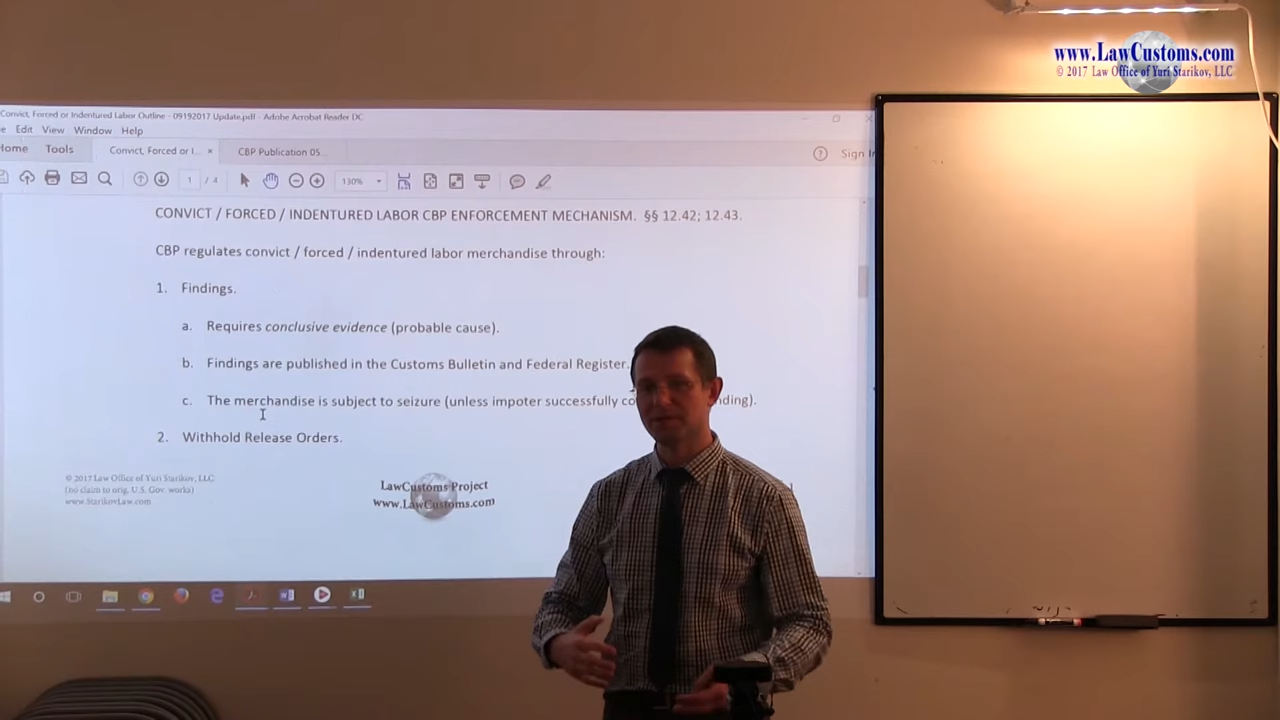 www.LawCustoms.com
© 2017 Law Office of Yuri Starikov, LLC
Convict, Forced or Indentured Labor Outline - 09192017 Update.pdf - Adobe Acrobat Reader DC
Edit View Window Help
Home Tools Convict, Forced or I... × CBP Publication 05... ? Sign In
1 / 4 130%
CONVICT / FORCED / INDENTURED LABOR CBP ENFORCEMENT MECHANISM. §§ 12.42; 12.43.
CBP regulates convict / forced / indentured labor merchandise through:
1. Findings.
a. Requires conclusive evidence (probable cause).
b. Findings are published in the Customs Bulletin and Federal Register.
c. The merchandise is subject to seizure (unless impoter successfully nding).
2. Withhold Release Orders.
© 2017 Law Office of Yuri Starikov, LLC
(no claim to orig. U.S. Gov. works)
www.StarikovLaw.com
LawCustoms Project
www.LawCustoms.com